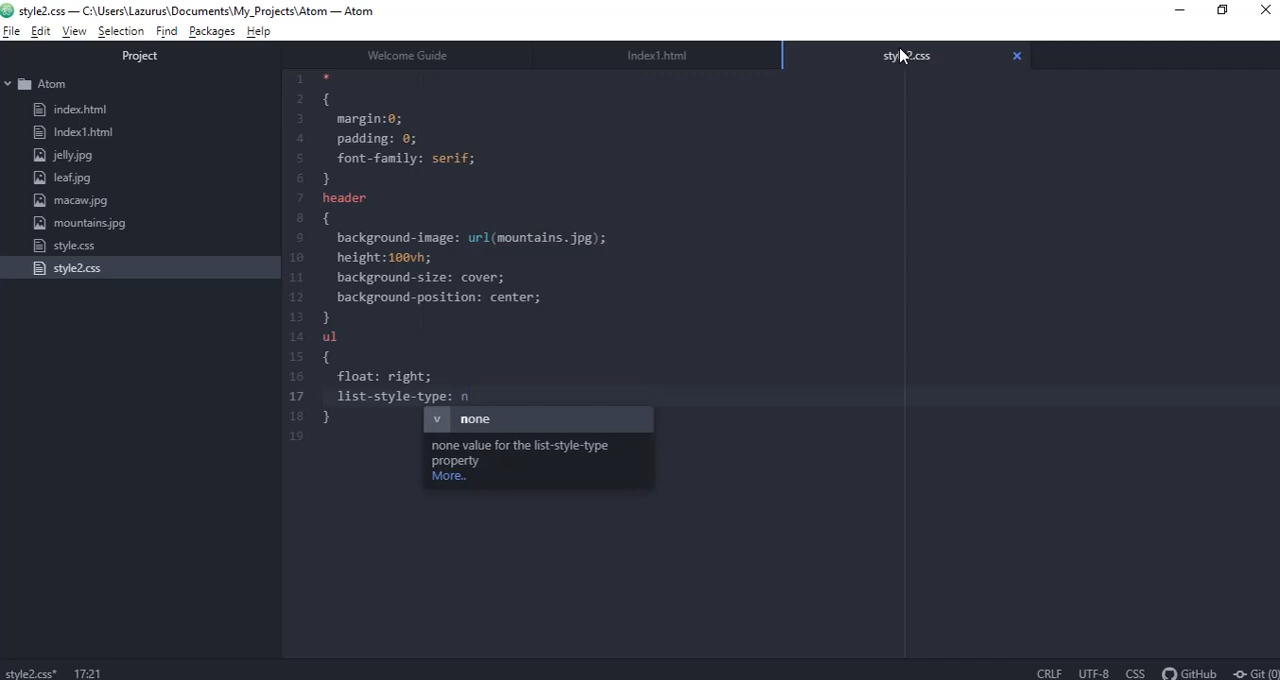 style2.css — C:\Users\Lazurus\Documents\My_Projects\Atom — Atom
File Edit View Selection Find Packages Help
Project Welcome Guide Index1.html style2.css
Atom
index.html
Index1.html
jelly.jpg
leaf.jpg
macaw.jpg
mountains.jpg
style.css
style2.css
1 *
2 {
3 margin:0;
4 padding: 0;
5 font-family: serif;
6 }
7 header
8 {
9 background-image: url(mountains.jpg);
10 height:100vh;
11 background-size: cover;
12 background-position: center;
13 }
14 ul
15 {
16 float: right;
17 list-style-type: n
18 }
19
v none
none value for the list-style-type
property
More..
style2.css* 17:21 CRLF UTF-8 CSS GitHub Git (0)